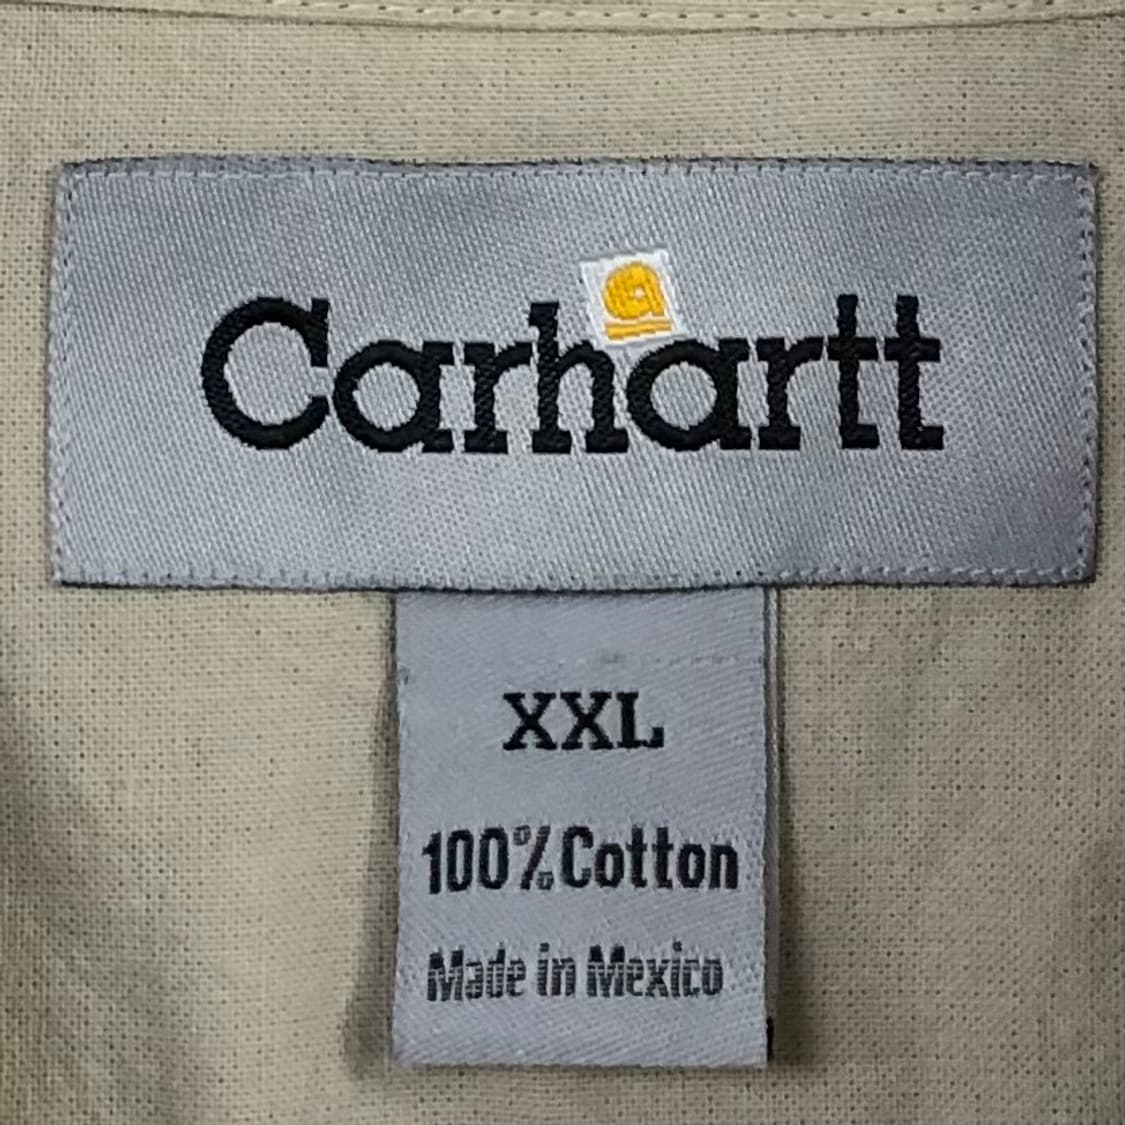 Carhartt
XXL
100% Cotton
Made in Mexico